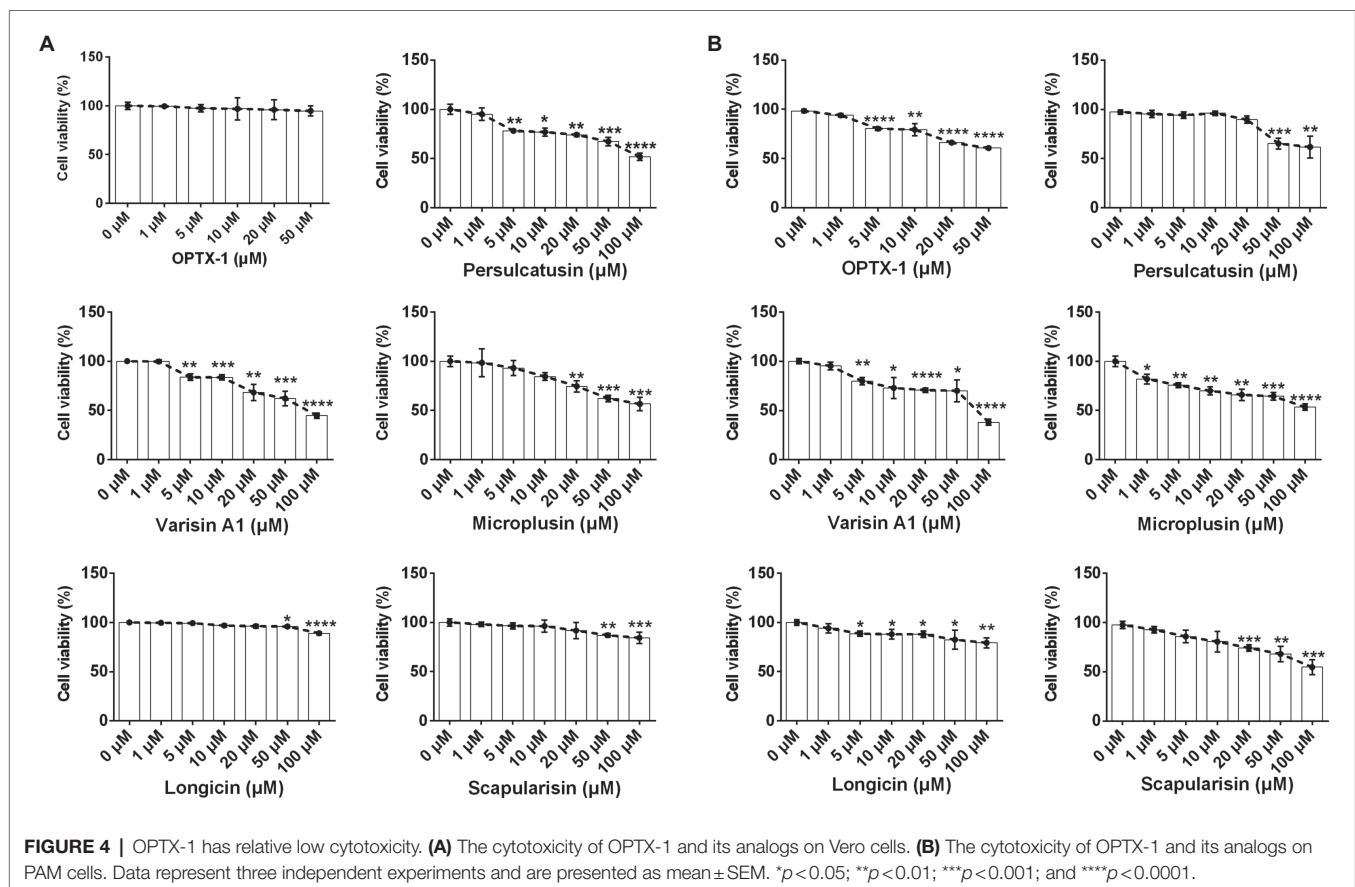 A
B
150
100
50
0
Cell viability (%)
0 µM
1 µM
5 µM
10 µM
20 µM
50 µM
OPTX-1 (µM)
150
100
50
0
Cell viability (%)
**
*
**
***
****
0 µM
1 µM
5 µM
10 µM
20 µM
50 µM
100 µM
Persulcatusin (µM)
150
100
50
0
Cell viability (%)
****
**
****
****
0 µM
1 µM
5 µM
10 µM
20 µM
50 µM
OPTX-1 (µM)
150
100
50
0
Cell viability (%)
***
**
0 µM
1 µM
5 µM
10 µM
20 µM
50 µM
100 µM
Persulcatusin (µM)
150
100
50
0
Cell viability (%)
**
***
**
***
****
0 µM
1 µM
5 µM
10 µM
20 µM
50 µM
100 µM
Varisin A1 (µM)
150
100
50
0
Cell viability (%)
**
***
***
0 µM
1 µM
5 µM
10 µM
20 µM
50 µM
100 µM
Microplusin (µM)
150
100
50
0
Cell viability (%)
**
*
****
*
****
0 µM
1 µM
5 µM
10 µM
20 µM
50 µM
100 µM
Varisin A1 (µM)
150
100
50
0
Cell viability (%)
*
**
**
**
***
****
0 µM
1 µM
5 µM
10 µM
20 µM
50 µM
100 µM
Microplusin (µM)
150
100
50
0
Cell viability (%)
*
****
0 µM
1 µM
5 µM
10 µM
20 µM
50 µM
100 µM
Longicin (µM)
150
100
50
0
Cell viability (%)
**
***
0 µM
1 µM
5 µM
10 µM
20 µM
50 µM
100 µM
Scapularisin (µM)
150
100
50
0
Cell viability (%)
*
*
*
*
**
0 µM
1 µM
5 µM
10 µM
20 µM
50 µM
100 µM
Longicin (µM)
150
100
50
0
Cell viability (%)
***
**
***
0 µM
1 µM
5 µM
10 µM
20 µM
50 µM
100 µM
Scapularisin (µM)
FIGURE 4 | OPTX-1 has relative low cytotoxicity. (A) The cytotoxicity of OPTX-1 and its analogs on Vero cells. (B) The cytotoxicity of OPTX-1 and its analogs on
PAM cells. Data represent three independent experiments and are presented as mean ± SEM. *p < 0.05; **p < 0.01; ***p < 0.001; and ****p < 0.0001.